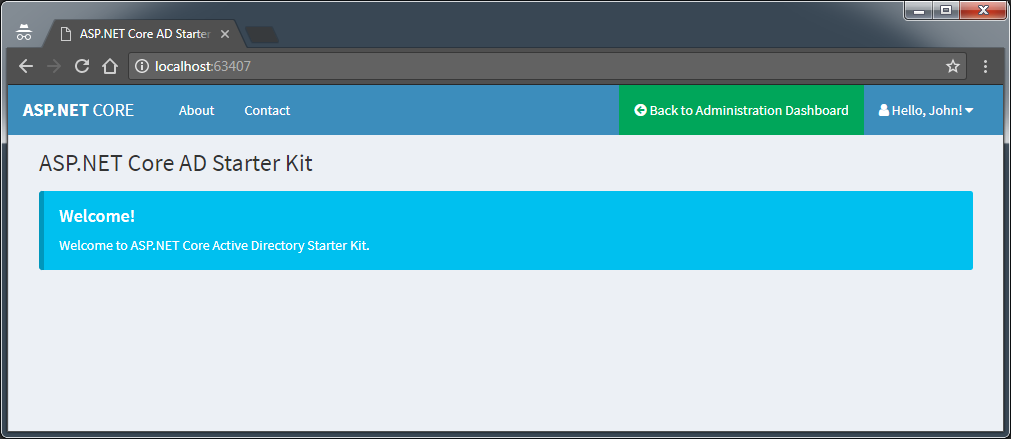 ASP.NET Core AD Starter
localhost:63407
ASP.NET CORE About Contact Back to Administration Dashboard Hello, John!
ASP.NET Core AD Starter Kit
Welcome!
Welcome to ASP.NET Core Active Directory Starter Kit.